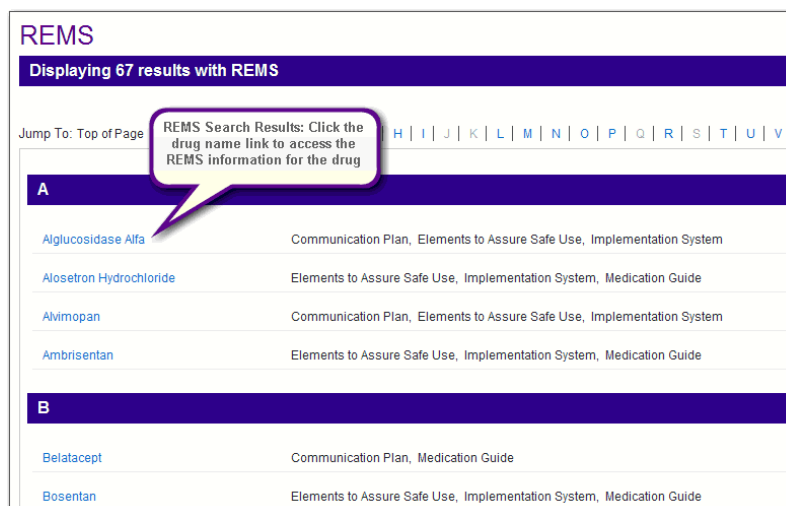 REMS
Displaying 67 results with REMS
Jump To: Top of Page | H | I | J | K | L | M | N | O | P | Q | R | S | T | U | V
REMS Search Results: Click the
drug name link to access the
REMS information for the drug
A
Alglucosidase Alfa Communication Plan, Elements to Assure Safe Use, Implementation System
Alosetron Hydrochloride Elements to Assure Safe Use, Implementation System, Medication Guide
Alvimopan Communication Plan, Elements to Assure Safe Use, Implementation System
Ambrisentan Elements to Assure Safe Use, Implementation System, Medication Guide
B
Belatacept Communication Plan, Medication Guide
Bosentan Elements to Assure Safe Use, Implementation System, Medication Guide